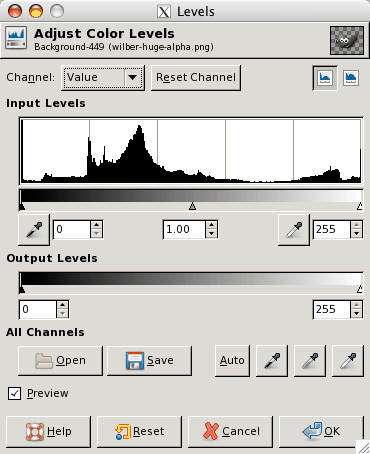 Levels
Adjust Color Levels
Background-449 (wilber-huge-alpha.png)
Channel: Value Reset Channel
Input Levels
0 1.00 255
Output Levels
0 255
All Channels
Open Save Auto
Preview
Help Reset Cancel OK